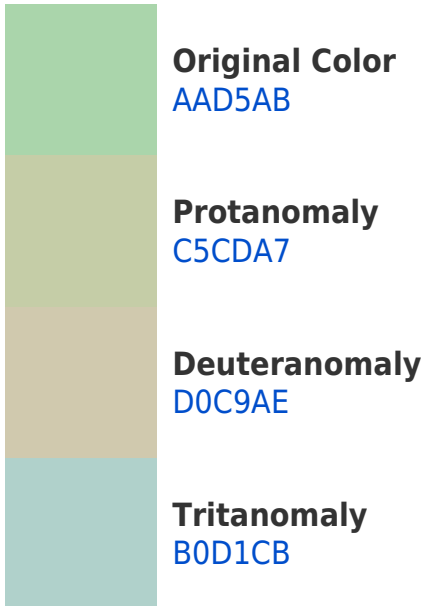 Original Color
AAD5AB
Protanomaly
C5CDA7
Deuteranomaly
D0C9AE
Tritanomaly
B0D1CB